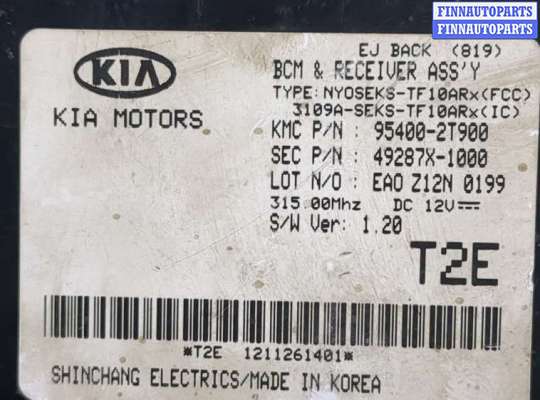 FINNAUTOPARTS
FINNAUTOPARTS
EJ BACK (819)
KIA
BCM & RECEIVER ASS'Y
TYPE: NYOSEKS-TF10ARx(FCC)
3109A-SEKS-TF10ARx(IC)
KIA MOTORS
KMC P/N : 95400-2T900
SEC P/N : 49287X-1000
LOT N/O : EAO Z12N 0199
315.00Mhz DC 12V
S/W Ver: 1.20
T2E
*T2E 1211261401*
SHINCHANG ELECTRICS/MADE IN KOREA